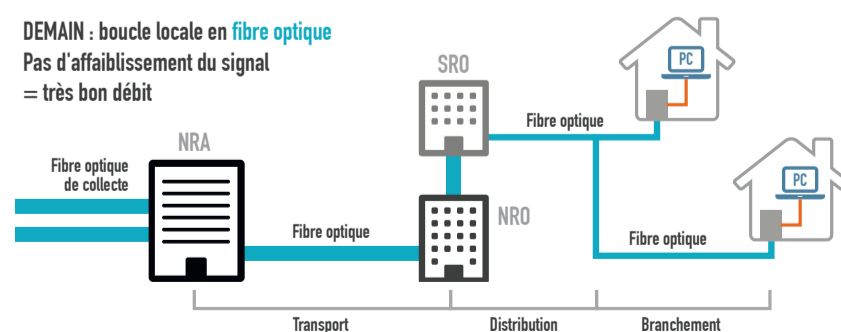 DEMAIN : boucle locale en fibre optique
Pas d'affaiblissement du signal
= très bon débit
SRO
PC
Fibre optique
NRA
Fibre optique
de collecte
PC
NRO
Fibre optique
Fibre optique
Transport
Distribution
Branchement